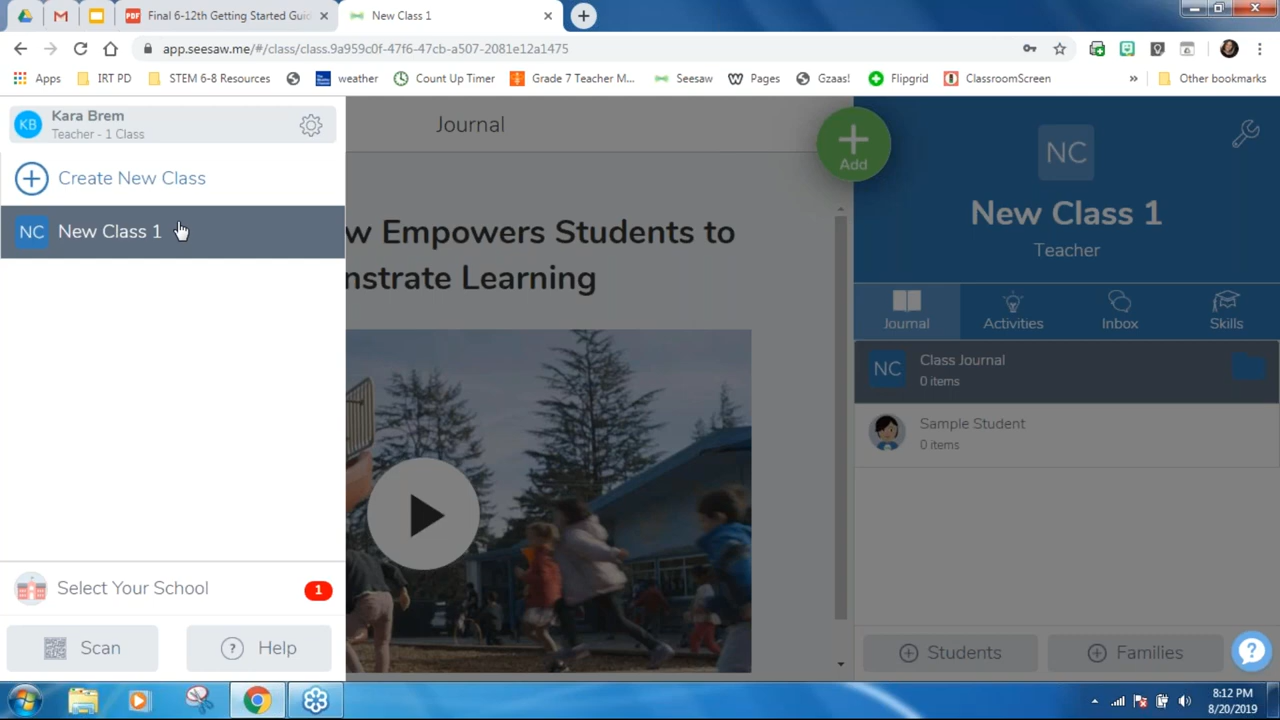 PDF Final 6-12th Getting Started Gui
New Class 1
app.seesaw.me/#/class/class.9a959c0f-47f6-47cb-a507-2081e12a1475
Apps IRT PD STEM 6-8 Resources weather Count Up Timer Grade 7 Teacher M... Seesaw Pages Gzaas! Flipgrid ClassroomScreen » Other bookmarks
KB Kara Brem
Teacher - 1 Class
Create New Class
NC New Class 1
Select Your School 1
Scan ? Help
Journal
w Empowers Students to
nstrate Learning
Add
NC
New Class 1
Teacher
Journal Activities Inbox Skills
NC Class Journal
0 items
Sample Student
0 items
Students Families ?
8:12 PM
8/20/2019